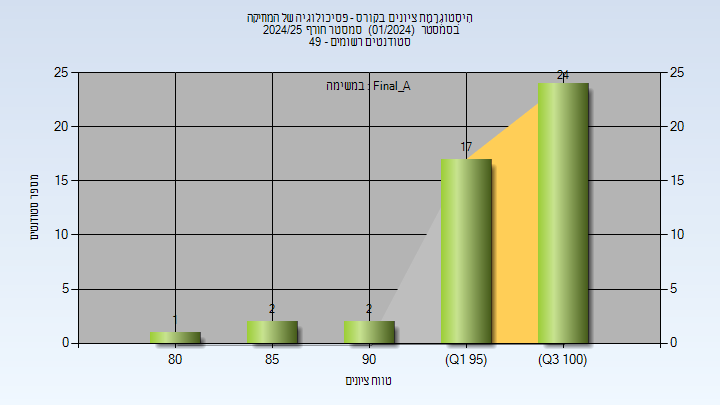 היסטוגרמת ציונים בקורס - פסיכולוגיה של המוזיקה
בסמסטר (01/2024) סמסטר חורף 2024/25
סטודנטים רשומים - 49
במשימה : Final_A
25 25
24
20 20
17
15 15
10 10
5 5
2 2
1
0 0
80 85 90 (Q1 95) (Q3 100)
מספר סטודנטים
טווח ציונים